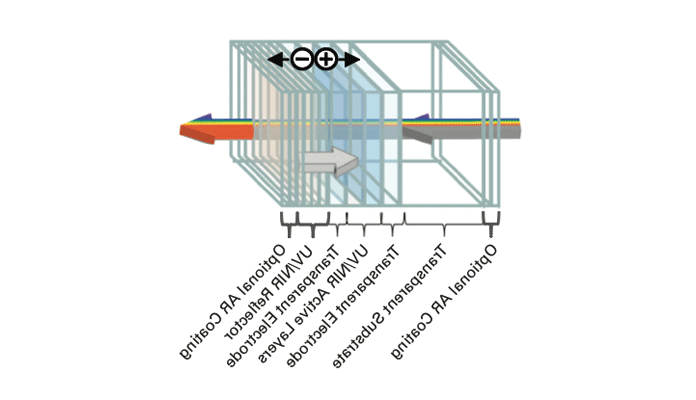 Optional AR Coating
UV/NIR Reflector
Transparent Electrode
UV/NIR Active Layers
Transparent Electrode
Transparent Substrate
Optional AR Coating